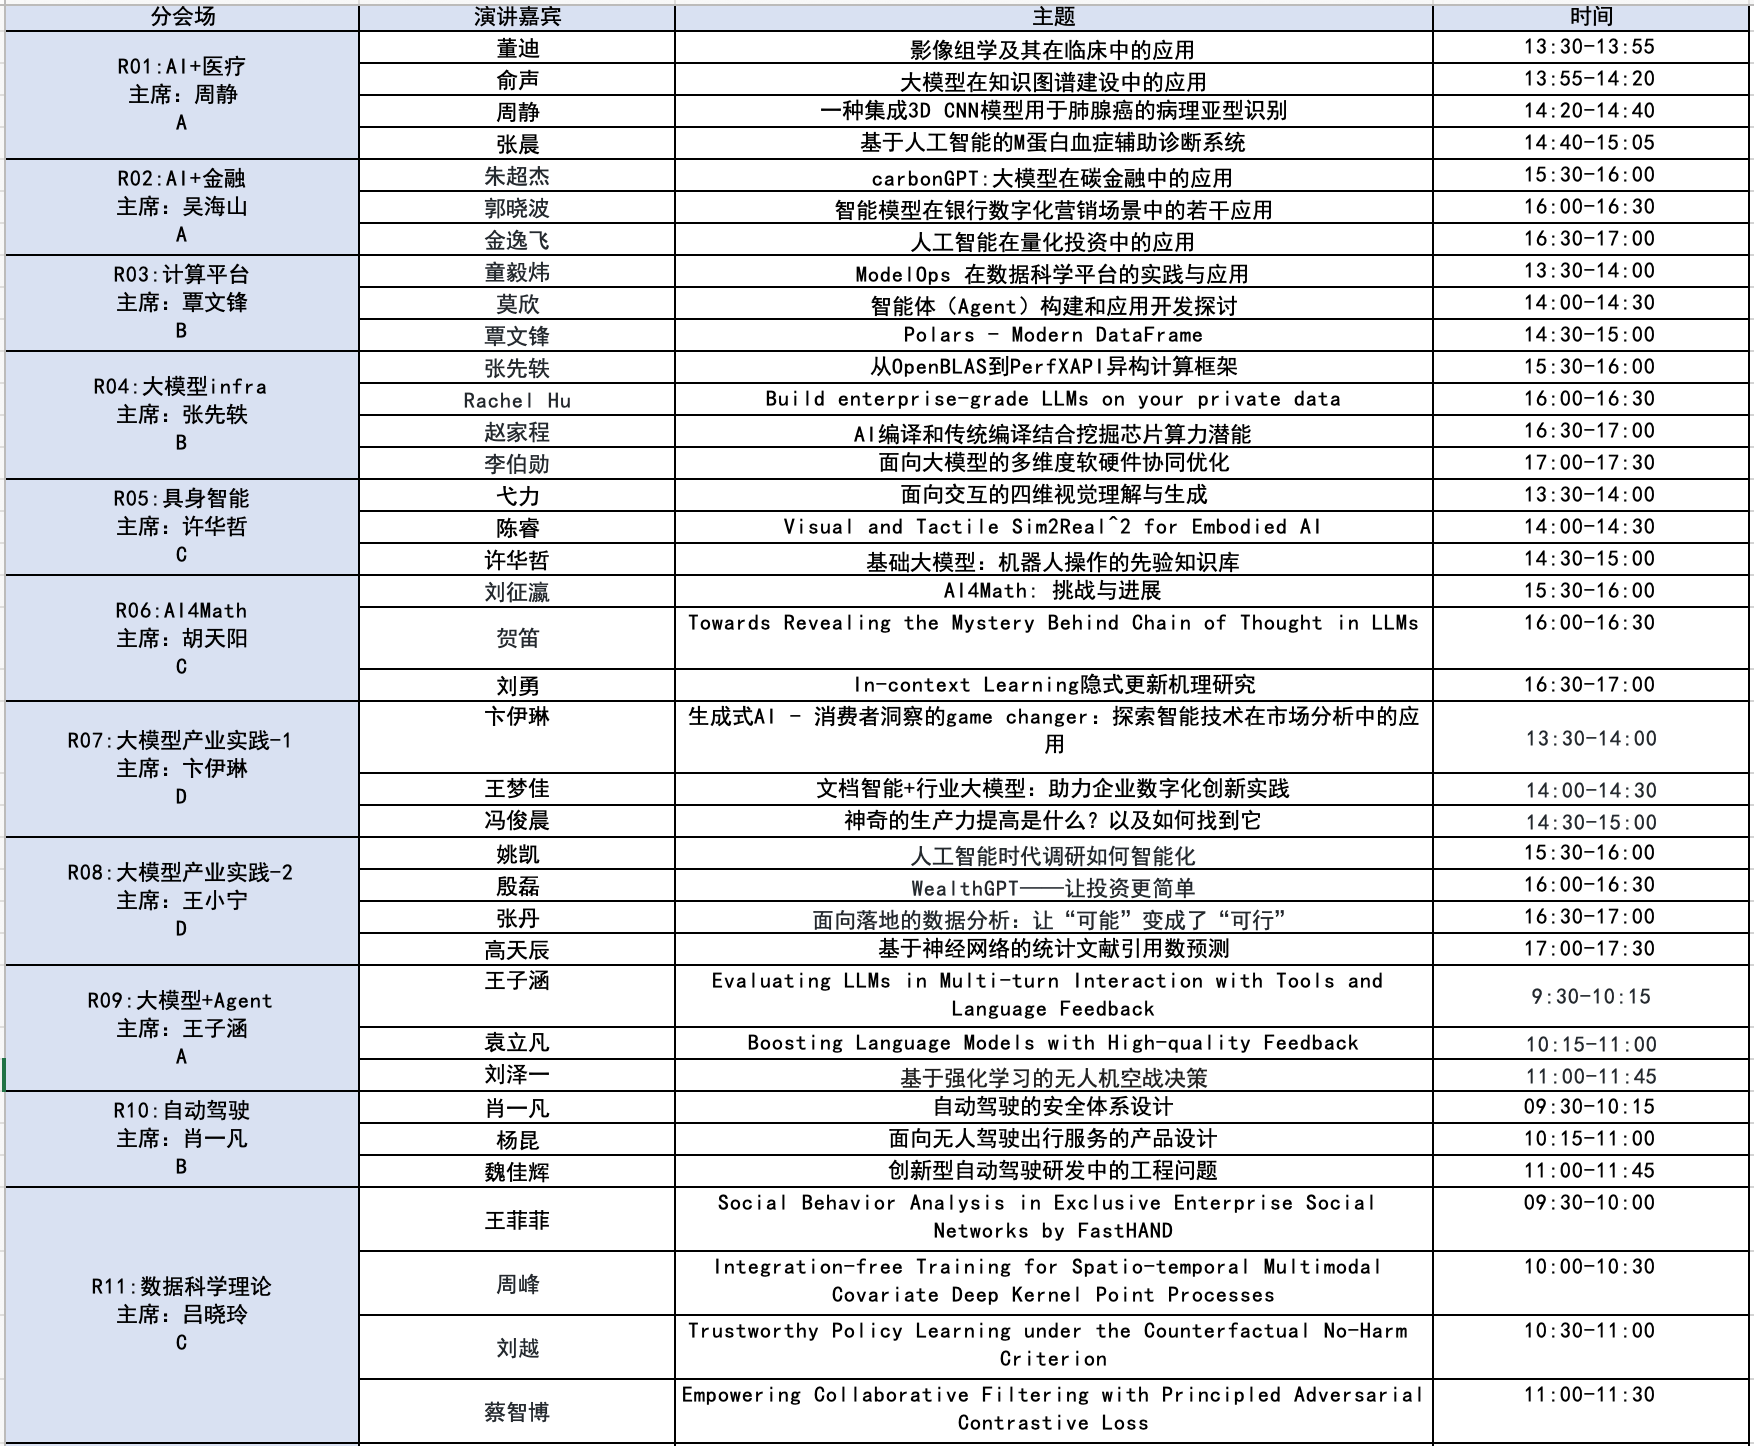 分会场 演讲嘉宾 主题 时间
R01:AI+医疗
主席：周静
A
董迪 影像组学及其在临床中的应用 13:30-13:55
俞声 大模型在知识图谱建设中的应用 13:55-14:20
周静 一种集成3D CNN模型用于肺腺癌的病理亚型识别 14:20-14:40
张晨 基于人工智能的M蛋白血症辅助诊断系统 14:40-15:05
R02:AI+金融
主席：吴海山
A
朱超杰 carbonGPT:大模型在碳金融中的应用 15:30-16:00
郭晓波 智能模型在银行数字化营销场景中的若干应用 16:00-16:30
金逸飞 人工智能在量化投资中的应用 16:30-17:00
R03:计算平台
主席：覃文锋
B
童毅炜 ModelOps 在数据科学平台的实践与应用 13:30-14:00
莫欣 智能体（Agent）构建和应用开发探讨 14:00-14:30
覃文锋 Polars - Modern DataFrame 14:30-15:00
R04:大模型infra
主席：张先轶
B
张先轶 从OpenBLAS到PerfXAPI异构计算框架 15:30-16:00
Rachel Hu Build enterprise-grade LLMs on your private data 16:00-16:30
赵家程 AI编译和传统编译结合挖掘芯片算力潜能 16:30-17:00
李伯勋 面向大模型的多维度软硬件协同优化 17:00-17:30
R05:具身智能
主席：许华哲
C
弋力 面向交互的四维视觉理解与生成 13:30-14:00
陈睿 Visual and Tactile Sim2Real^2 for Embodied AI 14:00-14:30
许华哲 基础大模型：机器人操作的先验知识库 14:30-15:00
R06:AI4Math
主席：胡天阳
C
刘征瀛 AI4Math: 挑战与进展 15:30-16:00
贺笛 Towards Revealing the Mystery Behind Chain of Thought in LLMs 16:00-16:30
刘勇 In-context Learning隐式更新机理研究 16:30-17:00
R07:大模型产业实践-1
主席：卞伊琳
D
卞伊琳 生成式AI - 消费者洞察的game changer：探索智能技术在市场分析中的应
用 13:30-14:00
王梦佳 文档智能+行业大模型：助力企业数字化创新实践 14:00-14:30
冯俊晨 神奇的生产力提高是什么？以及如何找到它 14:30-15:00
R08:大模型产业实践-2
主席：王小宁
D
姚凯 人工智能时代调研如何智能化 15:30-16:00
殷磊 WealthGPT——让投资更简单 16:00-16:30
张丹 面向落地的数据分析：让“可能”变成了“可行” 16:30-17:00
高天辰 基于神经网络的统计文献引用数预测 17:00-17:30
R09:大模型+Agent
主席：王子涵
A
王子涵 Evaluating LLMs in Multi-turn Interaction with Tools and
Language Feedback 9:30-10:15
袁立凡 Boosting Language Models with High-quality Feedback 10:15-11:00
刘泽一 基于强化学习的无人机空战决策 11:00-11:45
R10:自动驾驶
主席：肖一凡
B
肖一凡 自动驾驶的安全体系设计 09:30-10:15
杨昆 面向无人驾驶出行服务的产品设计 10:15-11:00
魏佳辉 创新型自动驾驶研发中的工程问题 11:00-11:45
R11:数据科学理论
主席：吕晓玲
C
王菲菲 Social Behavior Analysis in Exclusive Enterprise Social
Networks by FastHAND 09:30-10:00
周峰 Integration-free Training for Spatio-temporal Multimodal
Covariate Deep Kernel Point Processes 10:00-10:30
刘越 Trustworthy Policy Learning under the Counterfactual No-Harm
Criterion 10:30-11:00
蔡智博 Empowering Collaborative Filtering with Principled Adversarial
Contrastive Loss 11:00-11:30